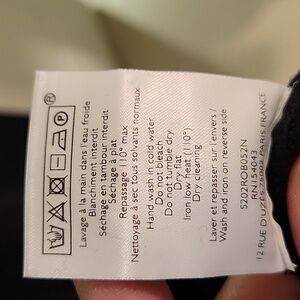 Lavage à la main dans l'eau froide
Blanchiment interdit
Séchage en tambour interdit
Séchage à plat
Repassage 110° max
Nettoyage à sec tous solvants normaux
Hand wash in cold water
Do not bleach
Do not tumble dry
Dry flat
Iron low heat (110°)
Dry cleaning
Laver et repasser sur l'envers /
Wash and iron on reverse side
S202ROB052N
RN 154043
12 RUE D'UZES 75002 PARIS FRANCE